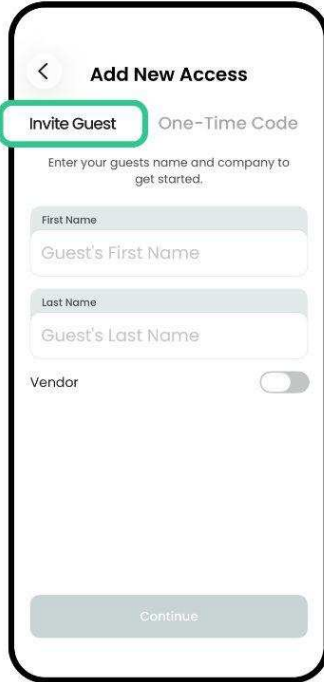 Add New Access
Invite Guest One-Time Code
Enter your guests name and company to
get started.
First Name
Guest's First Name
Last Name
Guest's Last Name
Vendor
Continue